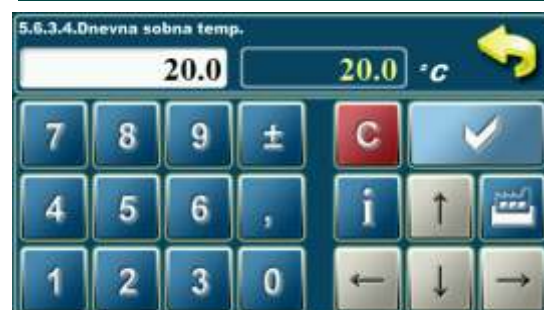 5.6.3.4.Dnevna sobna temp.
20.0 20.0 °C
7 8 9 ± C
4 5 6 , i ↑
1 2 3 0 ← ↓ →